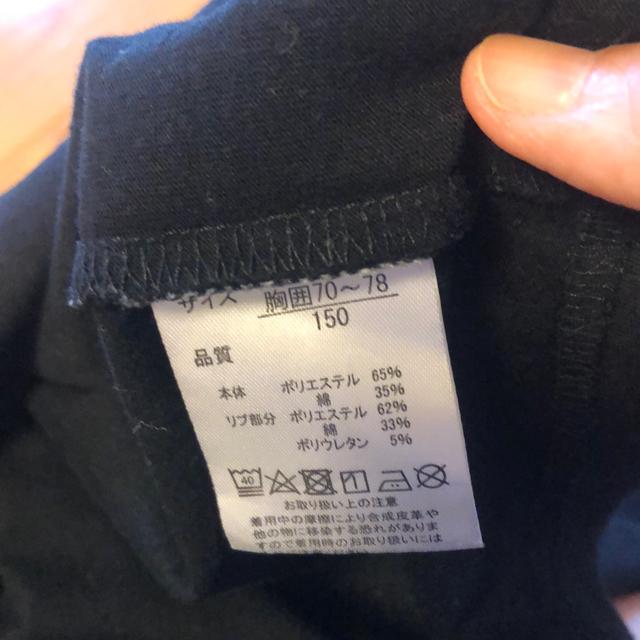 サイズ 胸囲70～78
150
品質
本体 ポリエステル 65%
綿 35%
リブ部分 ポリエステル 62%
綿 33%
ポリウレタン 5%
40
お取り扱い上の注意
着用中の摩擦により合成皮革や
他の物に移染する恐れがありま
すので着用時のお取り扱いには